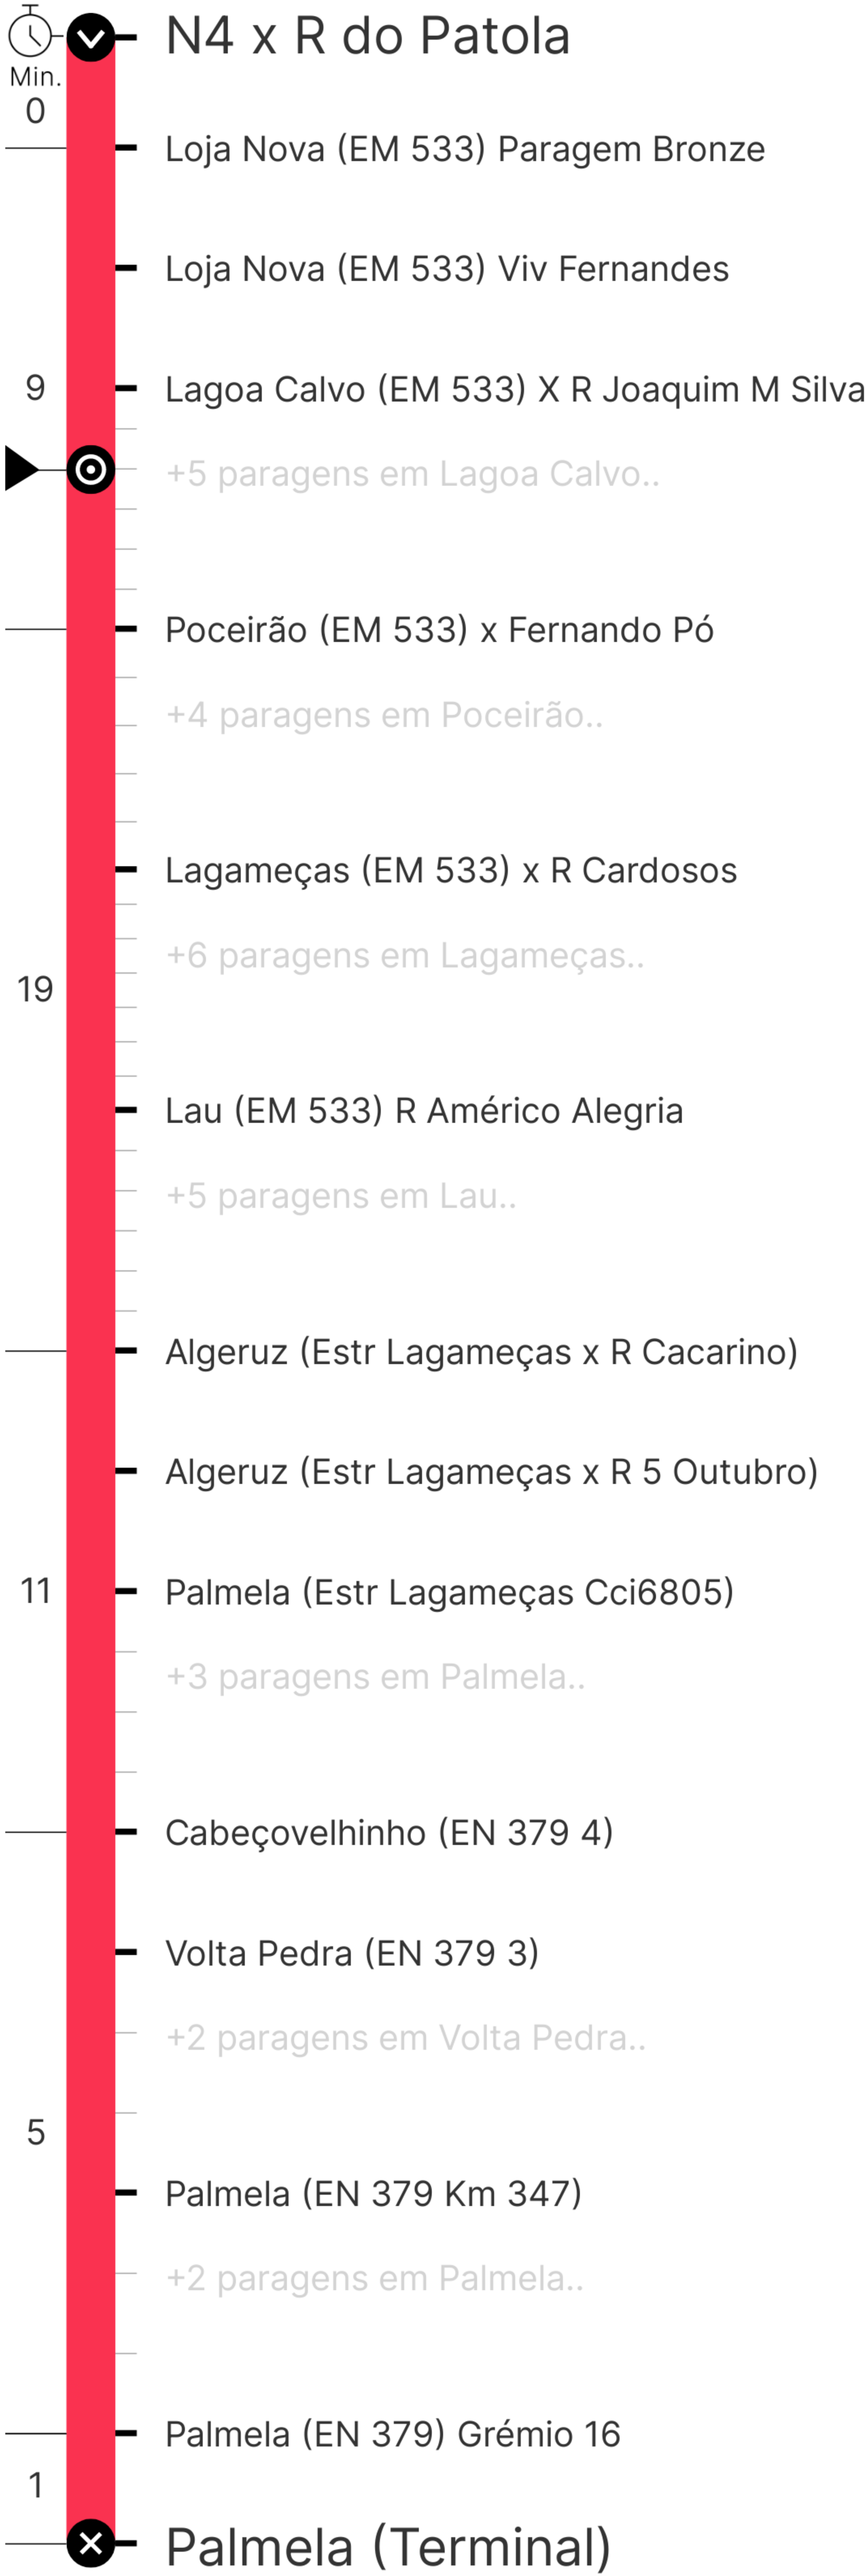 N4 x R do Patola
Min.
0
Loja Nova (EM 533) Paragem Bronze
Loja Nova (EM 533) Viv Fernandes
9
Lagoa Calvo (EM 533) X R Joaquim M Silva
+5 paragens em Lagoa Calvo..
Poceirão (EM 533) x Fernando Pó
+4 paragens em Poceirão..
Lagameças (EM 533) x R Cardosos
+6 paragens em Lagameças..
19
Lau (EM 533) R Américo Alegria
+5 paragens em Lau..
Algeruz (Estr Lagameças x R Cacarino)
Algeruz (Estr Lagameças x R 5 Outubro)
11
Palmela (Estr Lagameças Cci6805)
+3 paragens em Palmela..
Cabeçovelhinho (EN 379 4)
Volta Pedra (EN 379 3)
+2 paragens em Volta Pedra..
5
Palmela (EN 379 Km 347)
+2 paragens em Palmela..
Palmela (EN 379) Grémio 16
1
Palmela (Terminal)